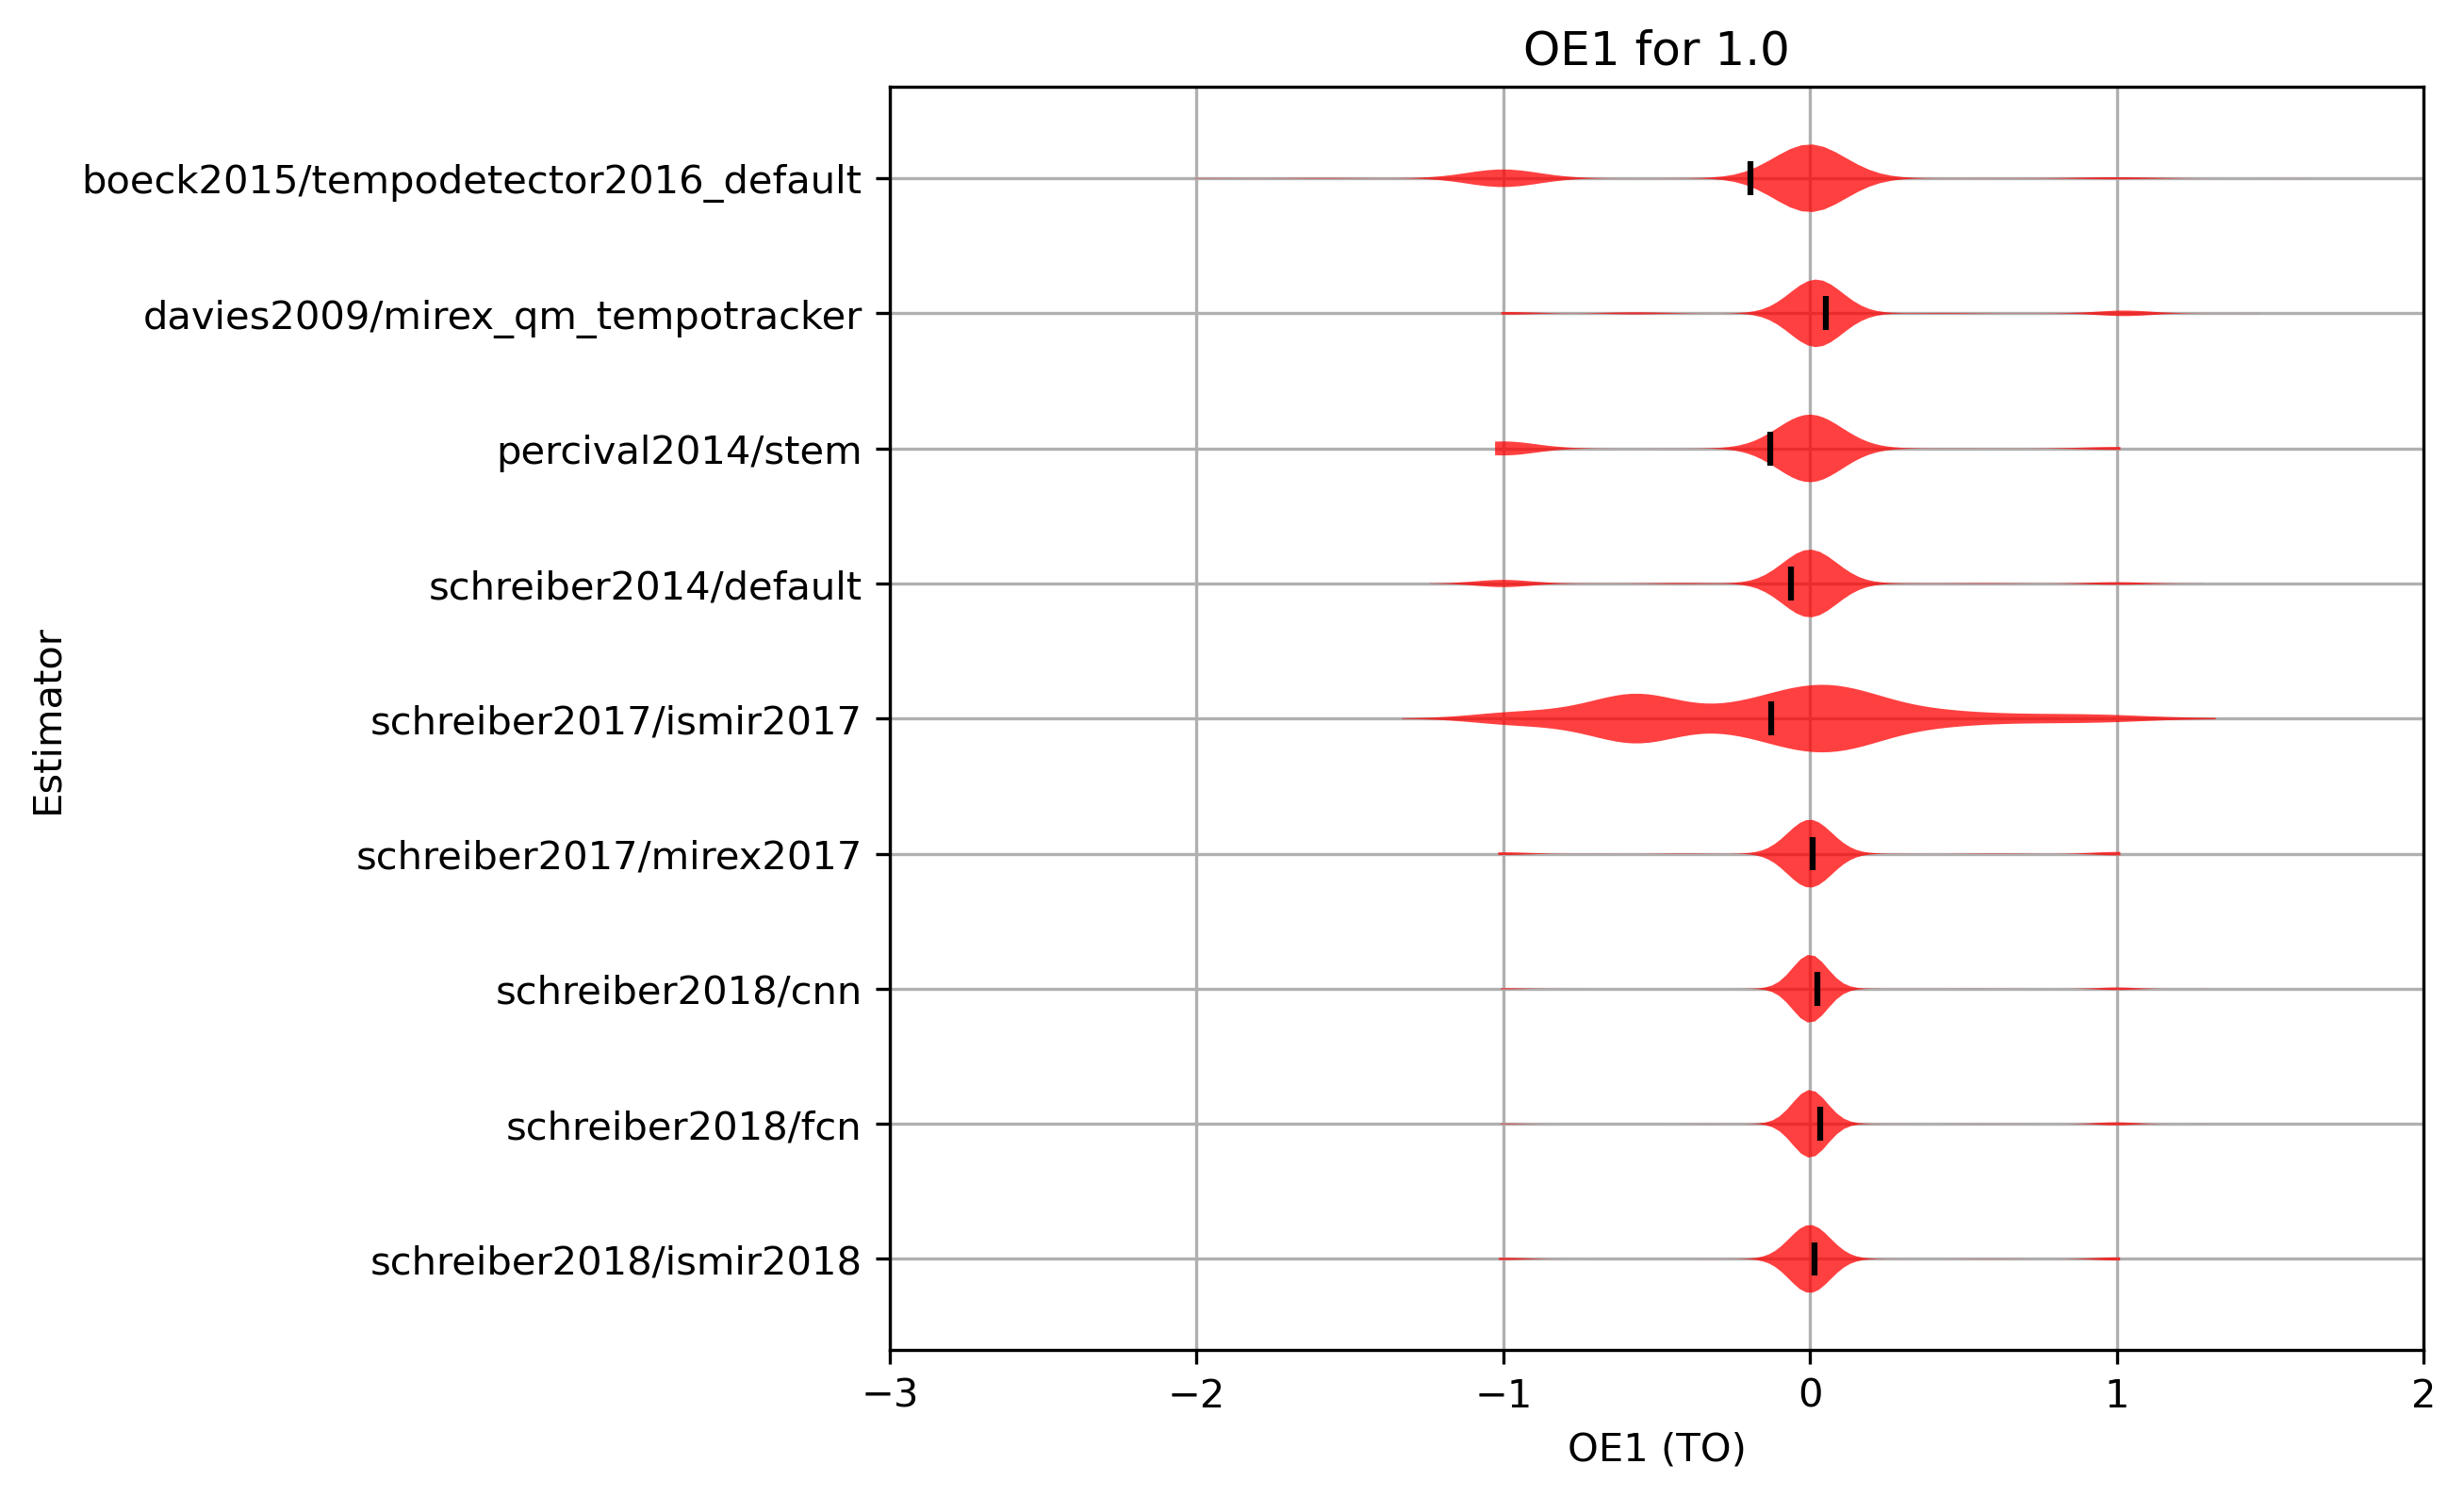 OE1 for 1.0
boeck2015/tempodetector2016_default
davies2009/mirex_qm_tempotracker
percival2014/stem
schreiber2014/default
schreiber2017/ismir2017
schreiber2017/mirex2017
schreiber2018/cnn
schreiber2018/fcn
schreiber2018/ismir2018
Estimator
−3 −2 −1 0 1 2
OE1 (TO)